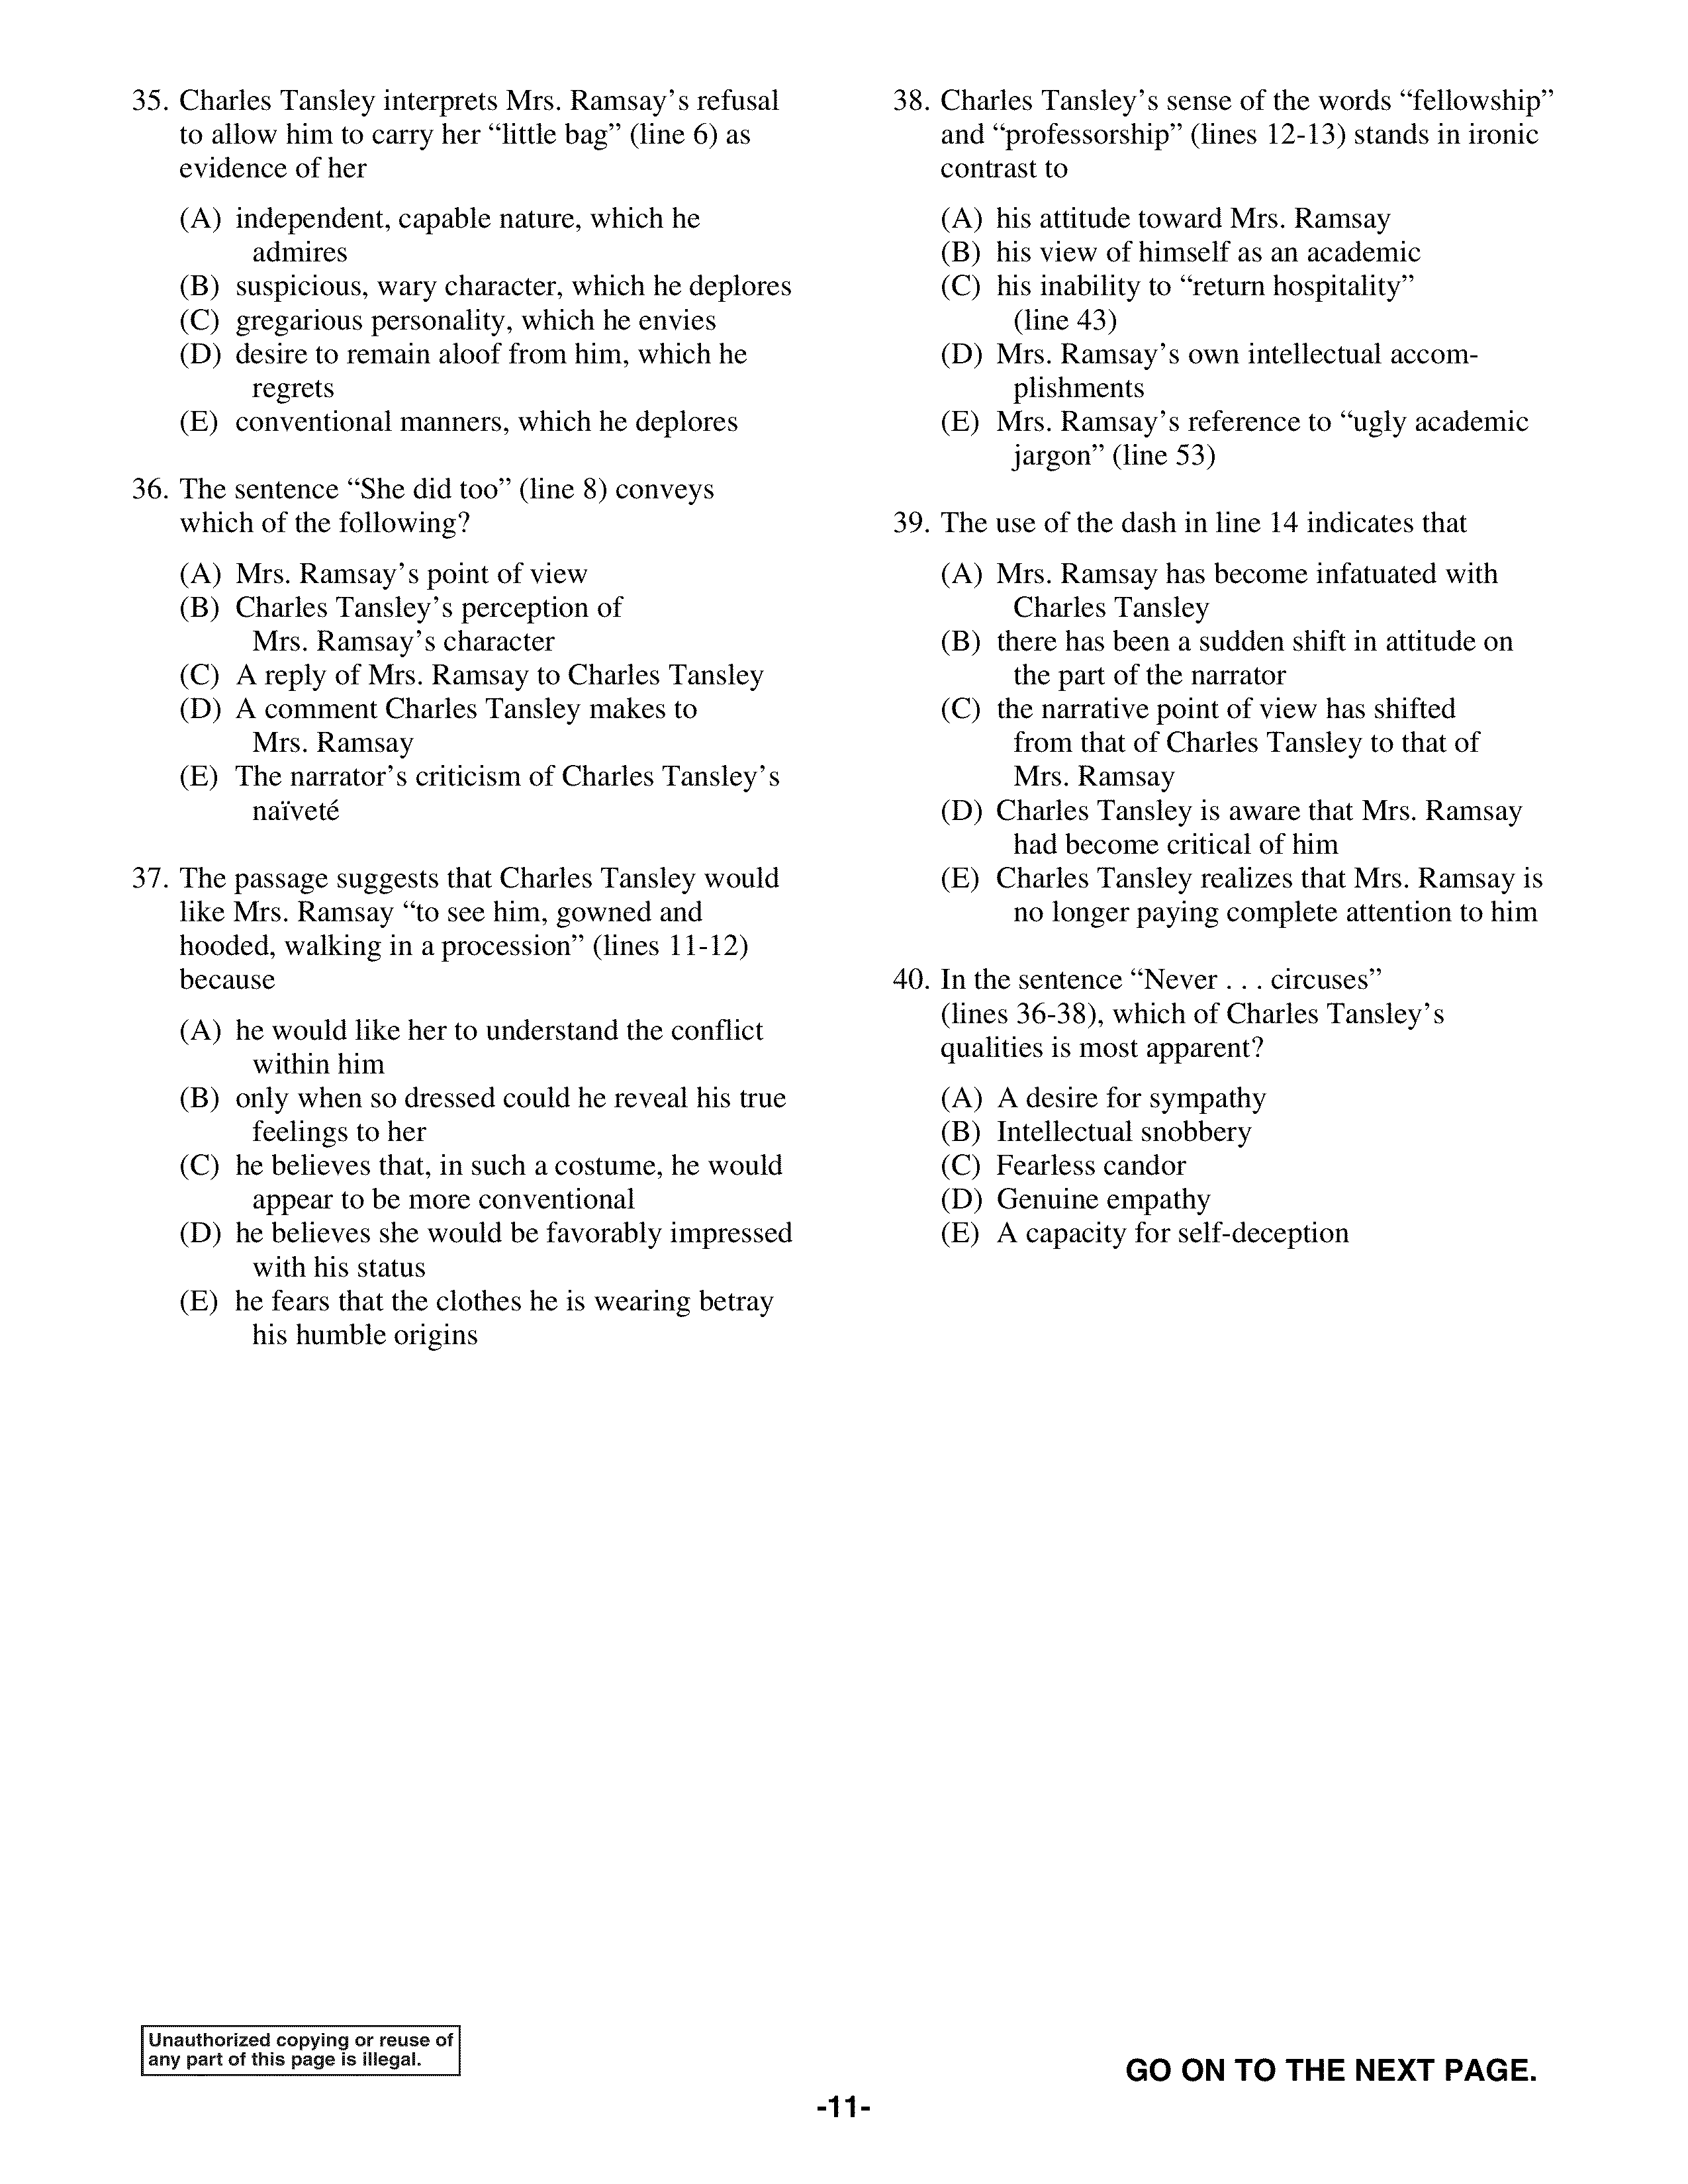 35. Charles Tansley interprets Mrs. Ramsay’s refusal
to allow him to carry her “little bag” (line 6) as
evidence of her
(A) independent, capable nature, which he
admires
(B) suspicious, wary character, which he deplores
(C) gregarious personality, which he envies
(D) desire to remain aloof from him, which he
regrets
(E) conventional manners, which he deplores
36. The sentence “She did too” (line 8) conveys
which of the following?
(A) Mrs. Ramsay’s point of view
(B) Charles Tansley’s perception of
Mrs. Ramsay’s character
(C) A reply of Mrs. Ramsay to Charles Tansley
(D) A comment Charles Tansley makes to
Mrs. Ramsay
(E) The narrator’s criticism of Charles Tansley’s
naïveté
37. The passage suggests that Charles Tansley would
like Mrs. Ramsay “to see him, gowned and
hooded, walking in a procession” (lines 11-12)
because
(A) he would like her to understand the conflict
within him
(B) only when so dressed could he reveal his true
feelings to her
(C) he believes that, in such a costume, he would
appear to be more conventional
(D) he believes she would be favorably impressed
with his status
(E) he fears that the clothes he is wearing betray
his humble origins
38. Charles Tansley’s sense of the words “fellowship”
and “professorship” (lines 12-13) stands in ironic
contrast to
(A) his attitude toward Mrs. Ramsay
(B) his view of himself as an academic
(C) his inability to “return hospitality”
(line 43)
(D) Mrs. Ramsay’s own intellectual accom-
plishments
(E) Mrs. Ramsay’s reference to “ugly academic
jargon” (line 53)
39. The use of the dash in line 14 indicates that
(A) Mrs. Ramsay has become infatuated with
Charles Tansley
(B) there has been a sudden shift in attitude on
the part of the narrator
(C) the narrative point of view has shifted
from that of Charles Tansley to that of
Mrs. Ramsay
(D) Charles Tansley is aware that Mrs. Ramsay
had become critical of him
(E) Charles Tansley realizes that Mrs. Ramsay is
no longer paying complete attention to him
40. In the sentence “Never . . . circuses”
(lines 36-38), which of Charles Tansley’s
qualities is most apparent?
(A) A desire for sympathy
(B) Intellectual snobbery
(C) Fearless candor
(D) Genuine empathy
(E) A capacity for self-deception
Unauthorized copying or reuse of
any part of this page is illegal.
GO ON TO THE NEXT PAGE.
-11-